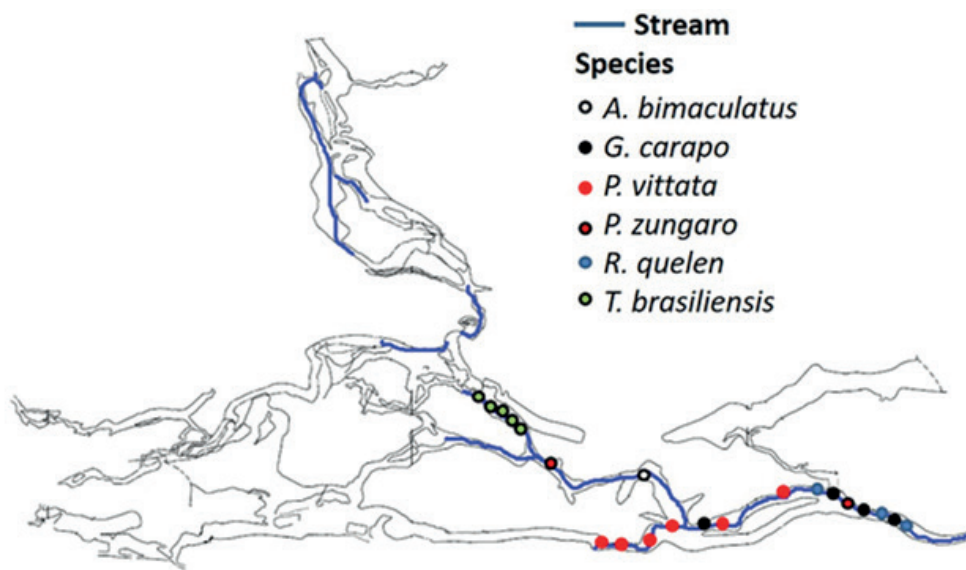 Stream
Species
A. bimaculatus
G. carapo
P. vittata
P. zungaro
R. quelen
T. brasiliensis